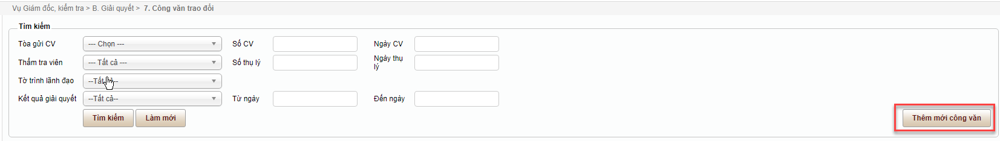 Vụ Giám đốc, kiểm tra > B. Giải quyết > 7. Công văn trao đổi
Tìm kiếm
Tòa gửi CV --- Chọn --- Số CV Ngày CV
Thẩm tra viên --- Tất cả --- Số thụ lý Ngày thụ lý
Tờ trình lãnh đạo --Tất
Kết quả giải quyết --Tất cả-- Từ ngày Đến ngày
Tìm kiếm Làm mới Thêm mới công văn